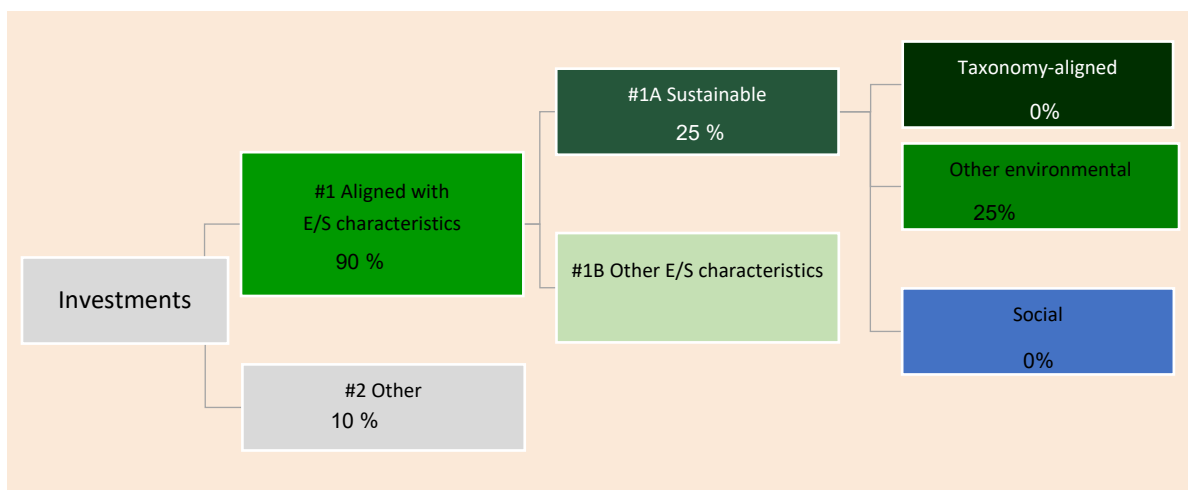 Investments
#1 Aligned with
E/S characteristics
90 %
#2 Other
10 %
#1A Sustainable
25 %
#1B Other E/S characteristics
Taxonomy-aligned
0%
Other environmental
25%
Social
0%